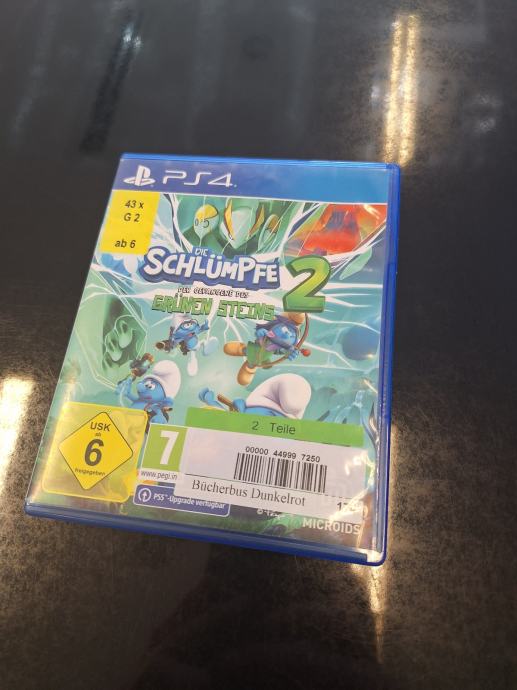 PS4
43 x
G 2
ab 6
DIE
SCHLÜMPFE 2
DER GEFANGENE DES
GRÜNEN STEINS
USK
ab
6
freigegeben
7
www.pegi.in
PS5-Upgrade verfügbar
2 Teile
00000 44999 7250
Bücherbus Dunkelrot
MICROIDS